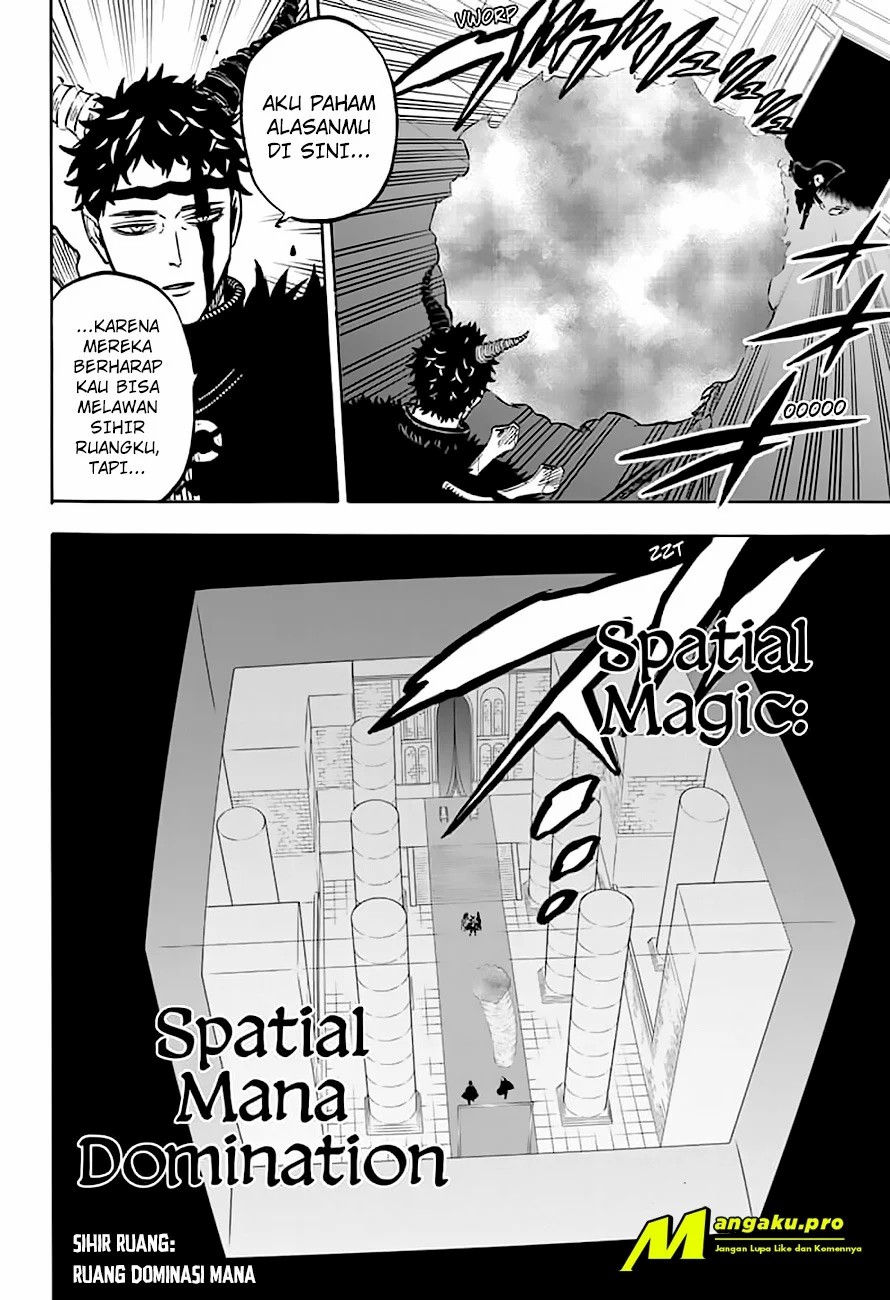 VWORP
AKU PAHAM
ALASANMU
DI SINI...
...KARENA
MEREKA
BERHARAP
KAU BISA
MELAWAN
SIHIR
RUANGKU,
TAPI...
OOOOO
ZZT
Spatial
Magic:
Spatial
Mana
Domination
SIHIR RUANG:
RUANG DOMINASI MANA
Mangaku.pro
Jangan Lupa Like dan Komennya